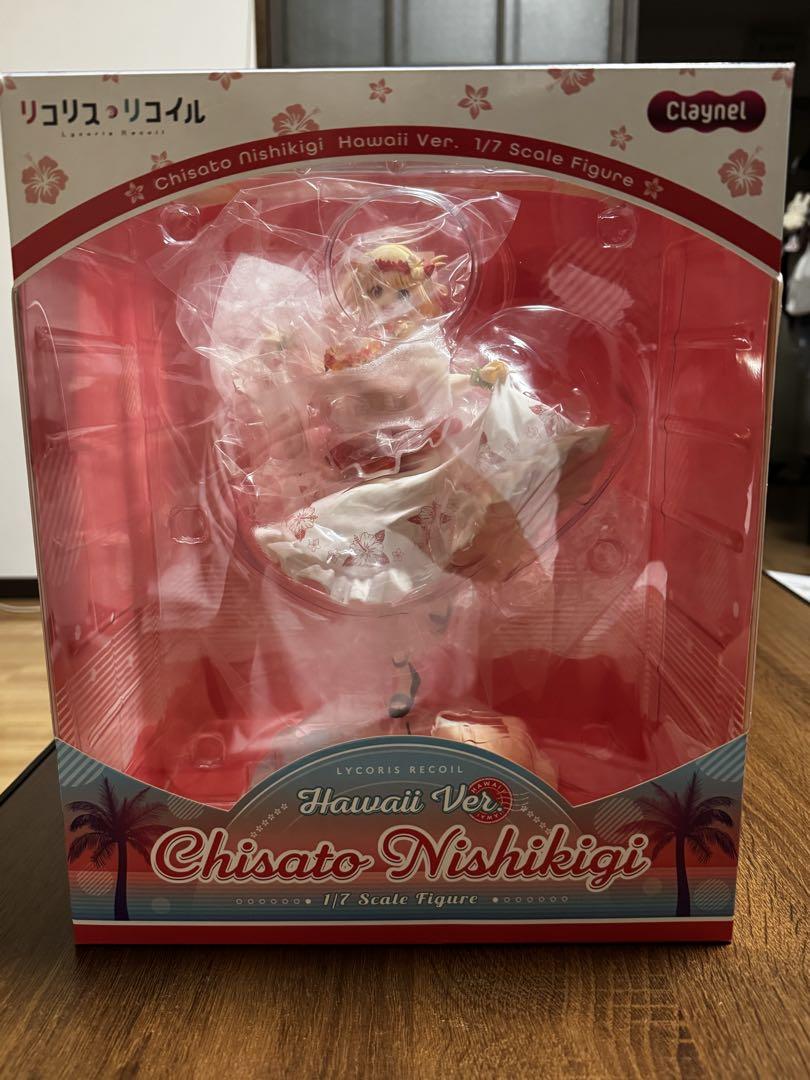 リコリス・リコイル
Lycoris Recoil
Claynel
Chisato Nishikigi Hawaii Ver. 1/7 Scale Figure
LYCORIS RECOIL
Hawaii Ver.
HAWAII
Chisato Nishikigi
1/7 Scale Figure